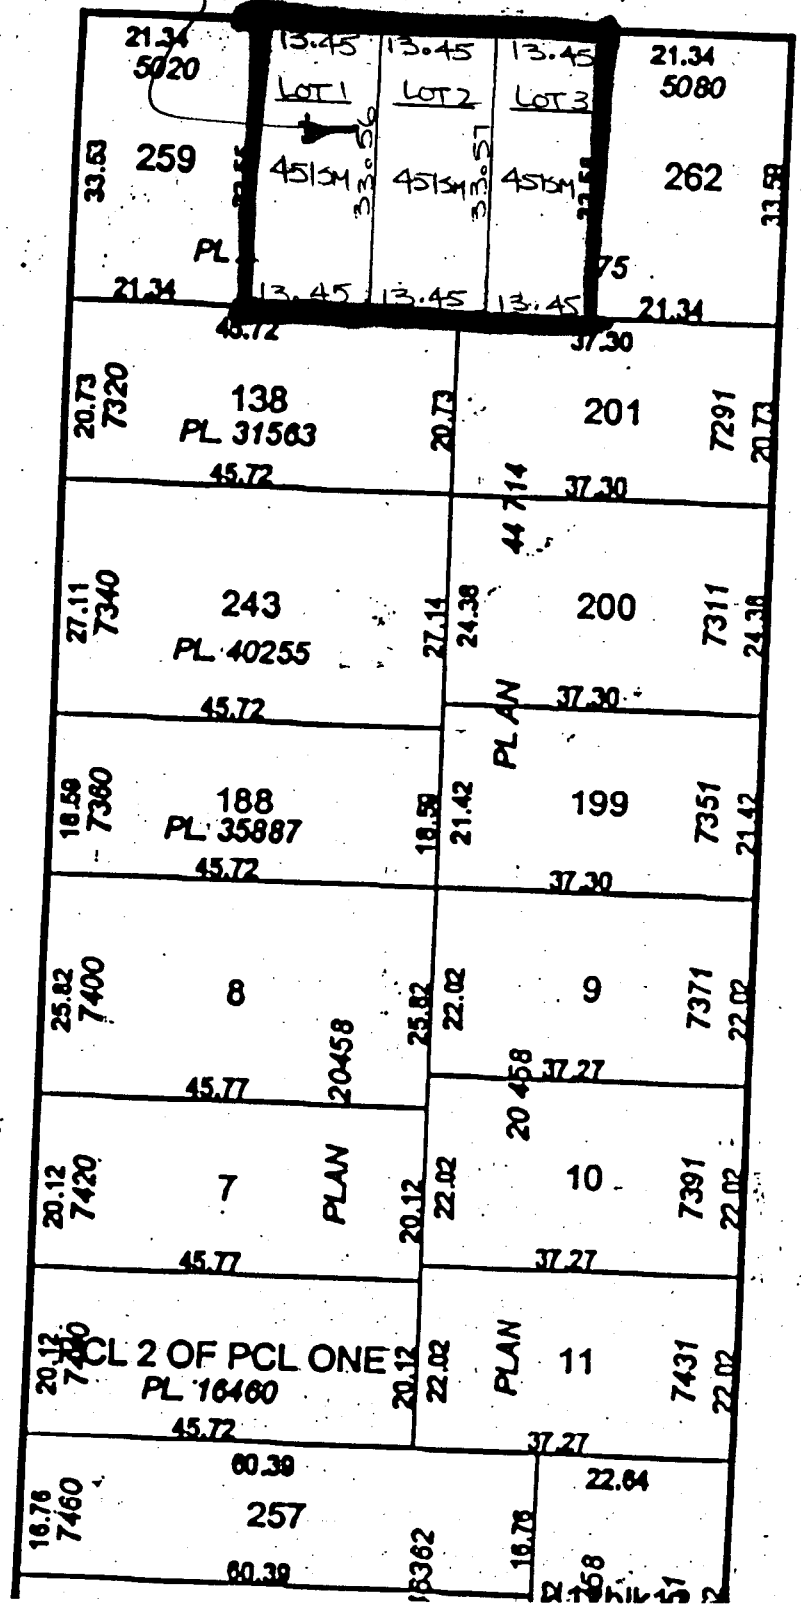 21.34 13.45 13.45 13.45 21.34
5020 LOT 1 LOT 2 LOT 3 5080
33.53 259 451SM 33.56 451SM 33.57 451SM 262 33.59
PL 75
21.34 13.45 13.45 13.45 21.34
45.72 37.30
20.73 7320 138 20.73 201 7291 20.73
PL 31563
45.72 37.30
44 714
27.11 7340 243 27.14 24.38 200 7311 24.38
PL 40255
45.72 37.30
PLAN
18.59 7360 188 18.59 21.42 199 7351 21.42
PL 35887
45.72 37.30
25.82 7400 8 25.82 22.02 9 7371 22.02
20458
45.77 37.27
20 458
20.12 7420 7 PLAN 20.12 22.02 10 7391 22.02
45.77 37.27
20.12 PCL 2 OF PCL ONE 20.12 22.02 PLAN 11 7431 22.02
PL 16460
45.72 37.27
60.39 22.64
16.76 7460 257 16.76
60.39